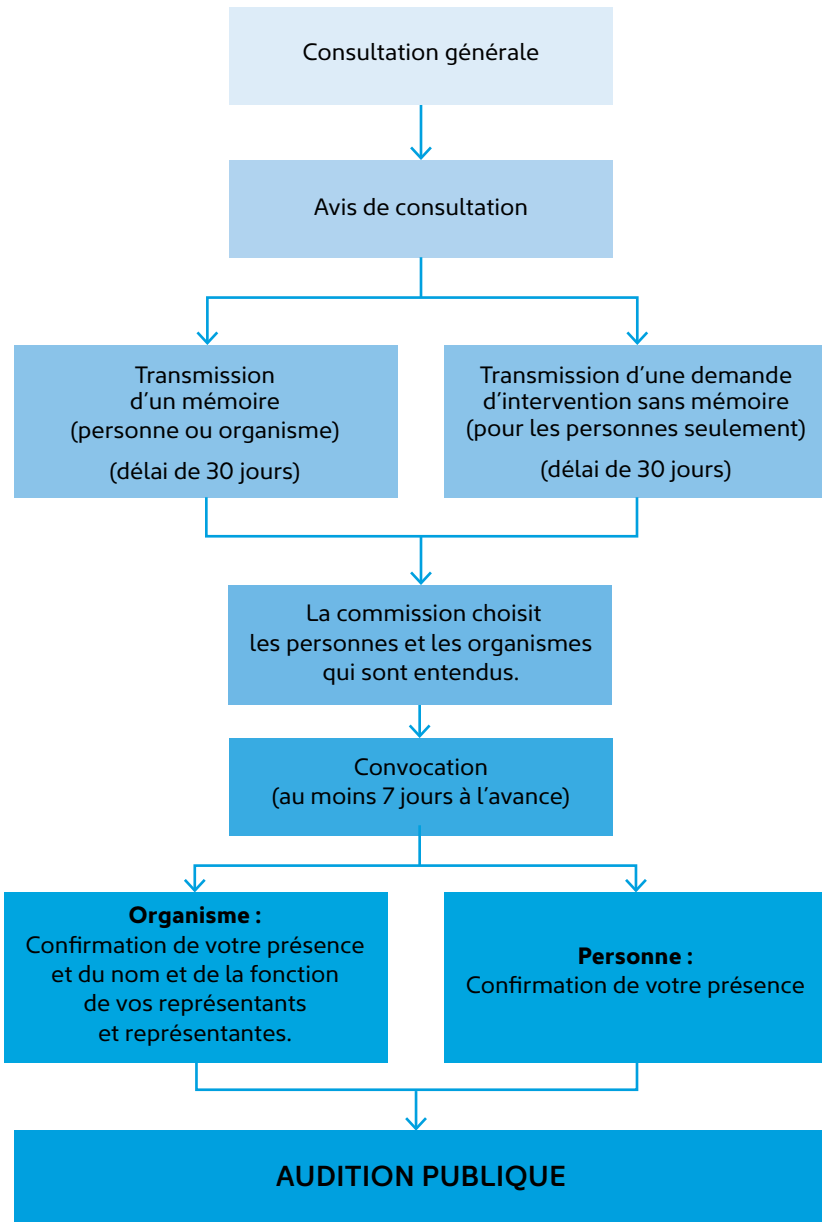 Consultation générale
Avis de consultation
Transmission
d'un mémoire
(personne ou organisme)
(délai de 30 jours)
Transmission d'une demande
d'intervention sans mémoire
(pour les personnes seulement)
(délai de 30 jours)
La commission choisit
les personnes et les organismes
qui sont entendus.
Convocation
(au moins 7 jours à l'avance)
Organisme :
Confirmation de votre présence
et du nom et de la fonction
de vos représentants
et représentantes.
Personne :
Confirmation de votre présence
AUDITION PUBLIQUE